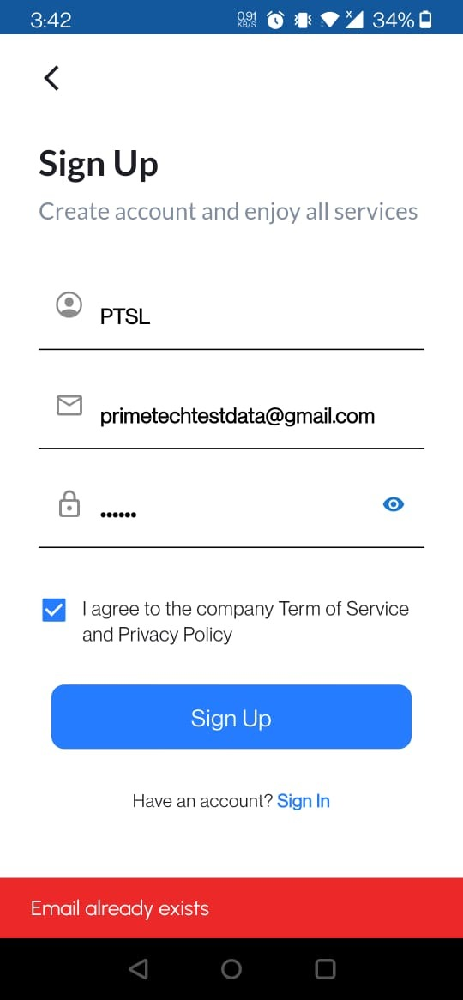 3:42
0.91
KB/S
x
34%
Sign Up
Create account and enjoy all services
PTSL
primetechtestdata@gmail.com
••••••
I agree to the company Term of Service
and Privacy Policy
Sign Up
Have an account? Sign In
Email already exists